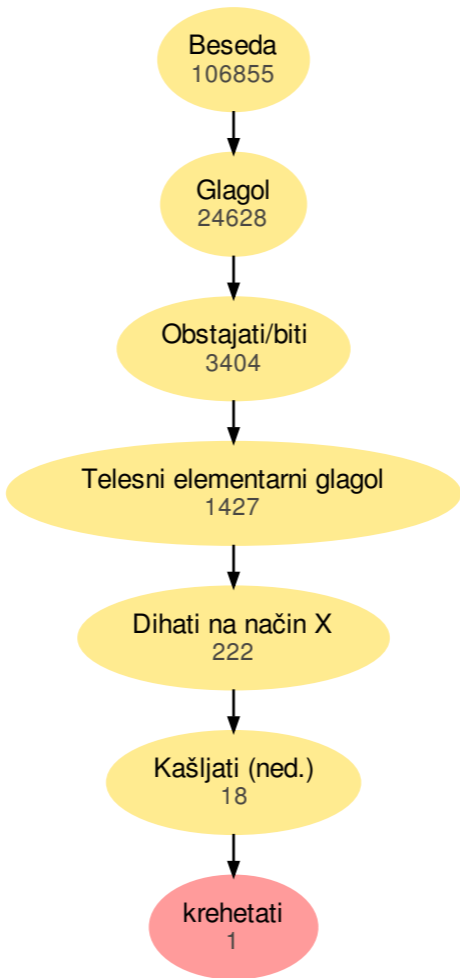 Beseda
106855
Glagol
24628
Obstajati/biti
3404
Telesni elementarni glagol
1427
Dihati na način X
222
Kašljati (ned.)
18
krehetati
1